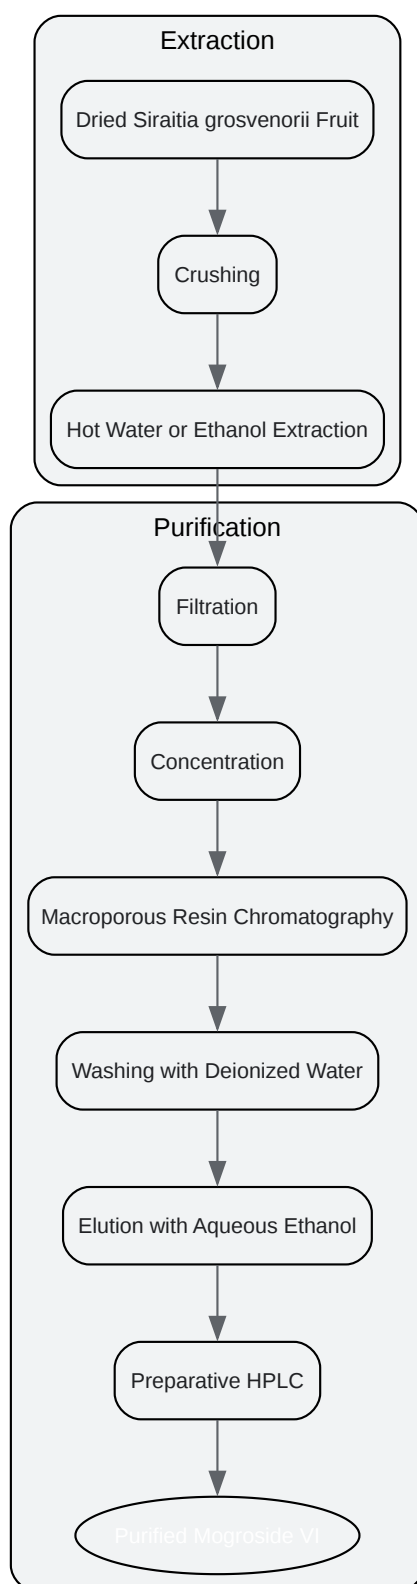 Extraction
Dried Siraitia grosvenorii Fruit
Crushing
Hot Water or Ethanol Extraction
Purification
Filtration
Concentration
Macroporous Resin Chromatography
Washing with Deionized Water
Elution with Aqueous Ethanol
Preparative HPLC
Purified Mogroside VI